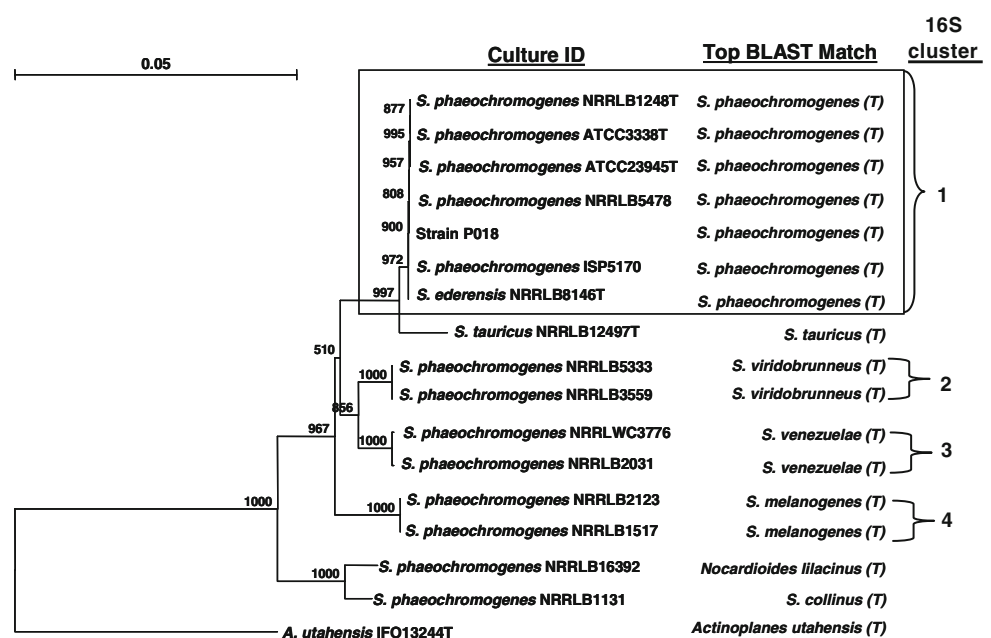 16S
cluster
Culture ID
Top BLAST Match
0.05
877 S. phaeochromogenes NRRLB1248T S. phaeochromogenes (T)
995 S. phaeochromogenes ATCC3338T S. phaeochromogenes (T)
957 S. phaeochromogenes ATCC23945T S. phaeochromogenes (T)
808 S. phaeochromogenes NRRLB5478 S. phaeochromogenes (T)
1
900 Strain P018 S. phaeochromogenes (T)
972 S. phaeochromogenes ISP5170 S. phaeochromogenes (T)
997 S. ederensis NRRLB8146T S. phaeochromogenes (T)
S. tauricus NRRLB12497T S. tauricus (T)
510
1000 S. phaeochromogenes NRRLB5333 S. viridobrunneus (T)
2
S. phaeochromogenes NRRLB3559 S. viridobrunneus (T)
856
967 1000 S. phaeochromogenes NRRLWC3776 S. venezuelae (T)
3
S. phaeochromogenes NRRLB2031 S. venezuelae (T)
1000 1000 S. phaeochromogenes NRRLB2123 S. melanogenes (T)
4
S. phaeochromogenes NRRLB1517 S. melanogenes (T)
1000 S. phaeochromogenes NRRLB16392 Nocardioides lilacinus (T)
S. phaeochromogenes NRRLB1131 S. collinus (T)
A. utahensis IFO13244T Actinoplanes utahensis (T)